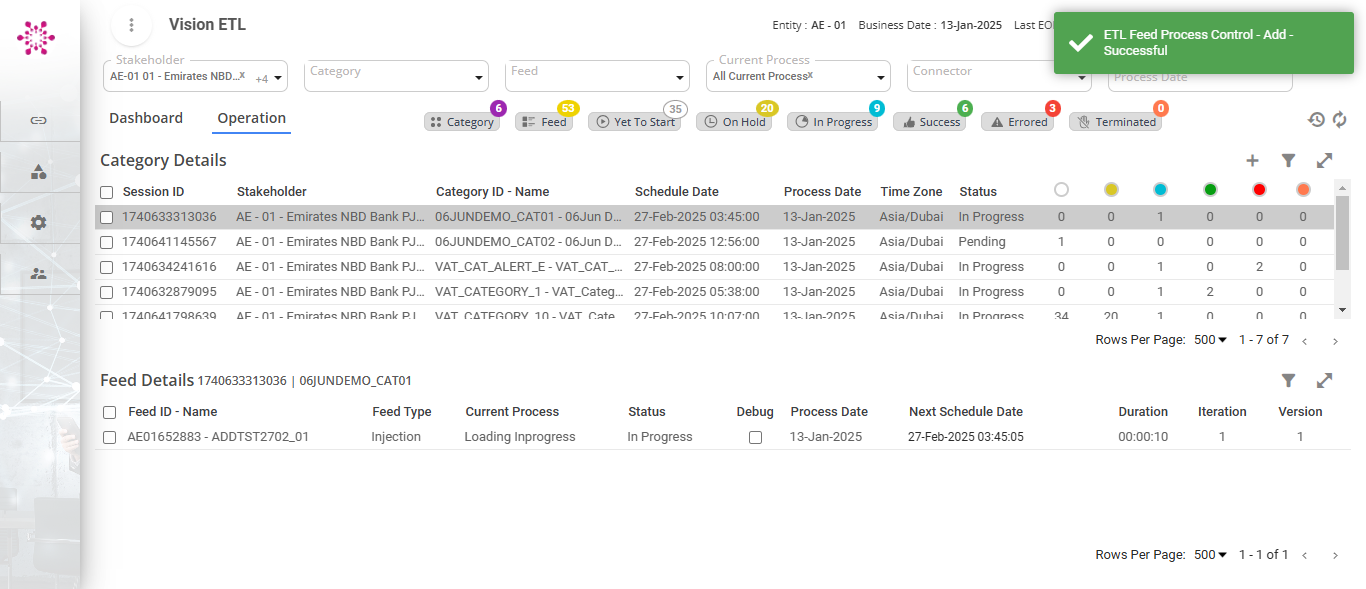 Vision ETL
Entity : AE - 01 Business Date : 13-Jan-2025 Last
ETL Feed Process Control - Add -
Successful
Stakeholder
AE-01 01 - Emirates NBD...x +4
Category
Feed
Current Process
All Current Processx
Connector
Process Date
Dashboard
Operation
Category 6
Feed 53
Yet To Start 35
On Hold 20
In Progress 9
Success 6
Errored 3
Terminated 0
Category Details
Session ID Stakeholder Category ID - Name Schedule Date Process Date Time Zone Status
1740633313036 AE - 01 - Emirates NBD Bank PJ... 06JUNDEMO_CAT01 - 06Jun D... 27-Feb-2025 03:45:00 13-Jan-2025 Asia/Dubai In Progress 0 0 1 0 0 0
1740641145567 AE - 01 - Emirates NBD Bank PJ... 06JUNDEMO_CAT02 - 06Jun D... 27-Feb-2025 12:56:00 13-Jan-2025 Asia/Dubai Pending 1 0 0 0 0 0
1740634241616 AE - 01 - Emirates NBD Bank PJ... VAT_CAT_ALERT_E - VAT_CAT_... 27-Feb-2025 08:00:00 13-Jan-2025 Asia/Dubai In Progress 0 0 1 0 2 0
1740632879095 AE - 01 - Emirates NBD Bank PJ... VAT_CATEGORY_1 - VAT_Categ... 27-Feb-2025 05:38:00 13-Jan-2025 Asia/Dubai In Progress 0 0 1 2 0 0
1740641798639 AE - 01 - Emirates NBD Bank PJ... VAT_CATEGORY_10 - VAT_Cate... 27-Feb-2025 10:07:00 13-Jan-2025 Asia/Dubai In Progress 34 20 1 0 0 0
Rows Per Page: 500 1 - 7 of 7
Feed Details 1740633313036 | 06JUNDEMO_CAT01
Feed ID - Name Feed Type Current Process Status Debug Process Date Next Schedule Date Duration Iteration Version
AE01652883 - ADDTST2702_01 Injection Loading Inprogress In Progress 13-Jan-2025 27-Feb-2025 03:45:05 00:00:10 1 1
Rows Per Page: 500 1 - 1 of 1